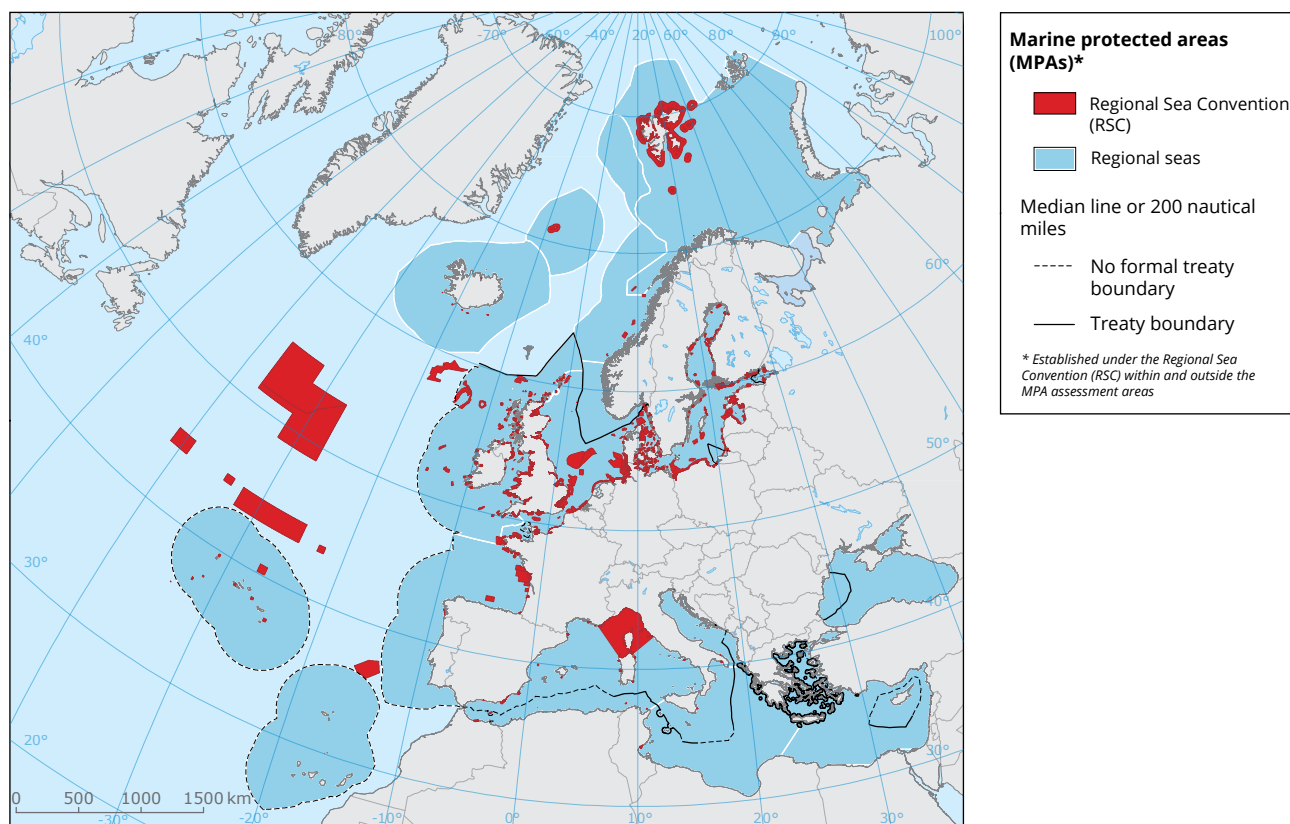 -80°
-70°
-60°
-40°
20°
60°
80°
90°
100°
60°
50°
40°
30°
40°
30°
20°
0
500
1000
1500 km
-30°
-20°
-10°
0°
10°
20°
30°
Marine protected areas
(MPAs)*
Regional Sea Convention
(RSC)
Regional seas
Median line or 200 nautical
miles
No formal treaty
boundary
Treaty boundary
* Established under the Regional Sea
Convention (RSC) within and outside the
MPA assessment areas